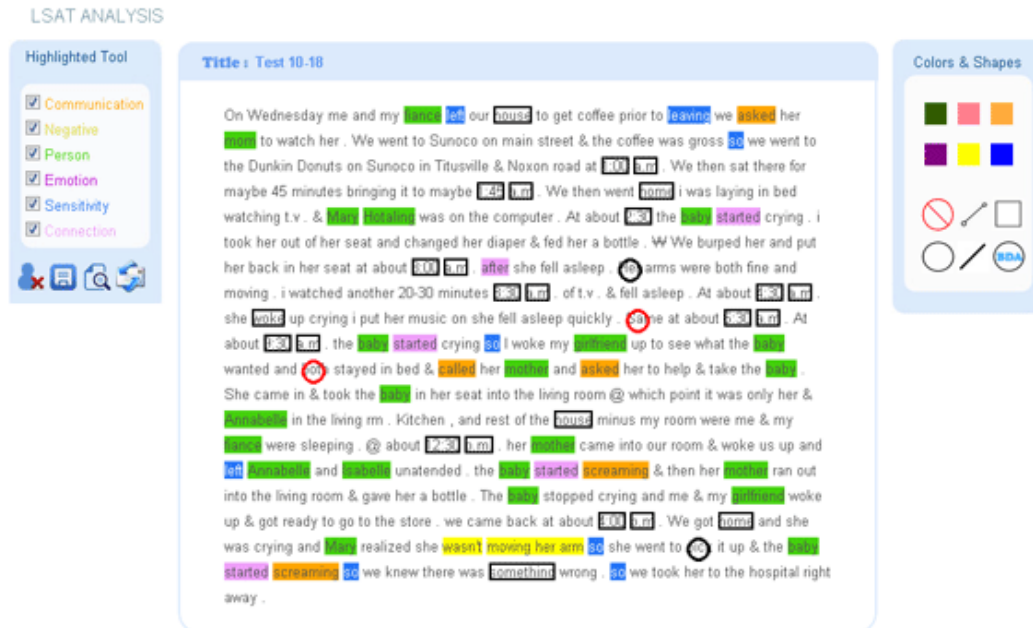 LSAT ANALYSIS
Highlighted Tool
Communication
Negative
Person
Emotion
Sensitivity
Connection
Title : Test 10-18
On Wednesday me and my fiance left our house to get coffee prior to leaving we asked her
mom to watch her . We went to Sunoco on main street & the coffee was gross so we went to
the Dunkin Donuts on Sunoco in Titusville & Noxon road at 1:00 a.m . We then sat there for
maybe 45 minutes bringing it to maybe 1:45 a.m . We then went home i was laying in bed
watching t.v . & Mary Hotaling was on the computer . At about 2:30 the baby started crying . i
took her out of her seat and changed her diaper & fed her a bottle . W We burped her and put
her back in her seat at about 3:00 a.m . after she fell asleep . Her arms were both fine and
moving . i watched another 20-30 minutes 3:30 a.m . of t.v . & fell asleep . At about a.m .
she woke up crying i put her music on she fell asleep quickly . Same at about a.m . At
about a.m . the baby started crying so I woke my girlfriend up to see what the baby
wanted and both stayed in bed & called her mother and asked her to help & take the baby .
She came in & took the baby in her seat into the living room @ which point it was only her &
Annabelle in the living rm . Kitchen , and rest of the house minus my room were me & my
fiance were sleeping . @ about 12:30 a.m . her mother came into our room & woke us up and
left Annabelle and Isabelle unattended . the baby started screaming & then her mother ran out
into the living room & gave her a bottle . The baby stopped crying and me & my girlfriend woke
up & got ready to go to the store . we came back at about a.m . We got home and she
was crying and Mary realized she wasn't moving her arm so she went to pick it up & the baby
started screaming so we knew there was something wrong . so we took her to the hospital right
away .
Colors & Shapes
BDA